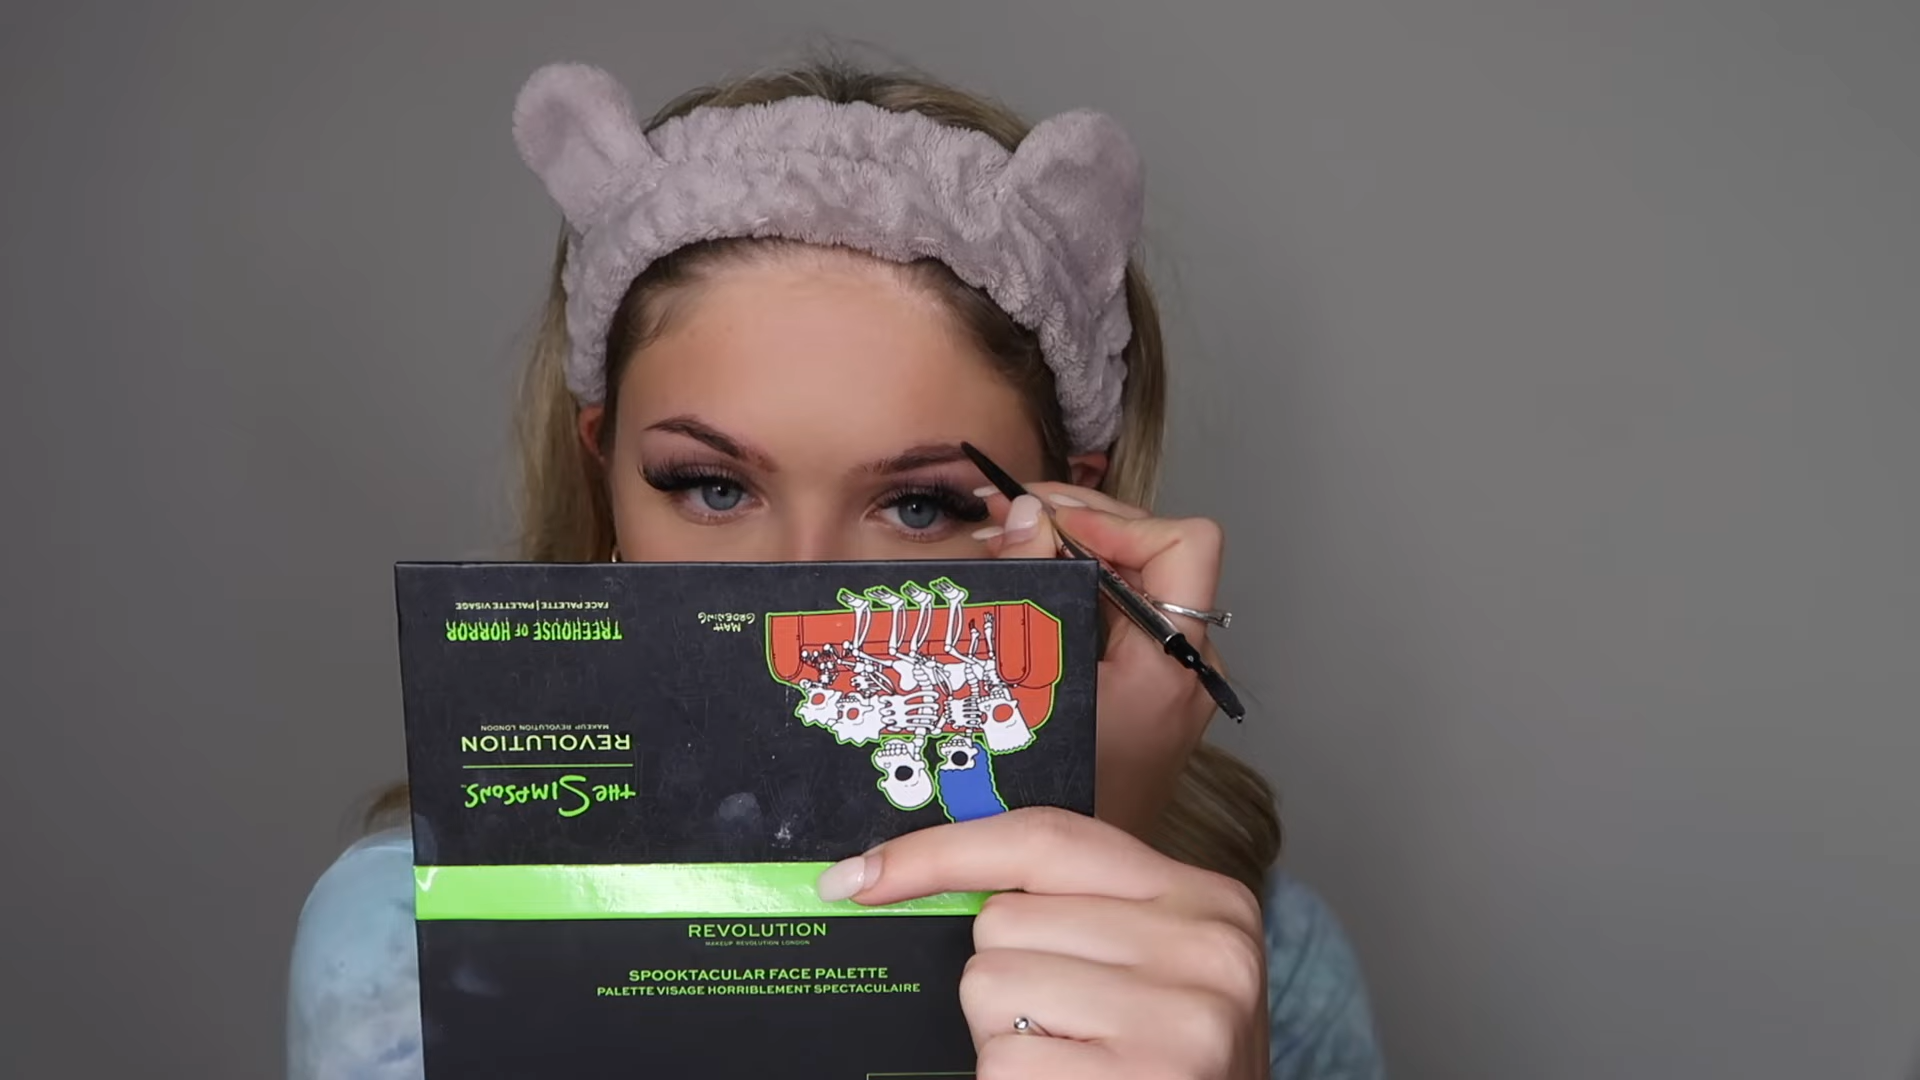 THE SIMPSONS
REVOLUTION
MAKEUP REVOLUTION LONDON
TREEHOUSE OF HORROR
FACE PALETTE | PALETTE VISAGE
MATT
GROENING
REVOLUTION
MAKEUP REVOLUTION LONDON
SPOOKTACULAR FACE PALETTE
PALETTE VISAGE HORRIBLEMENT SPECTACULAIRE